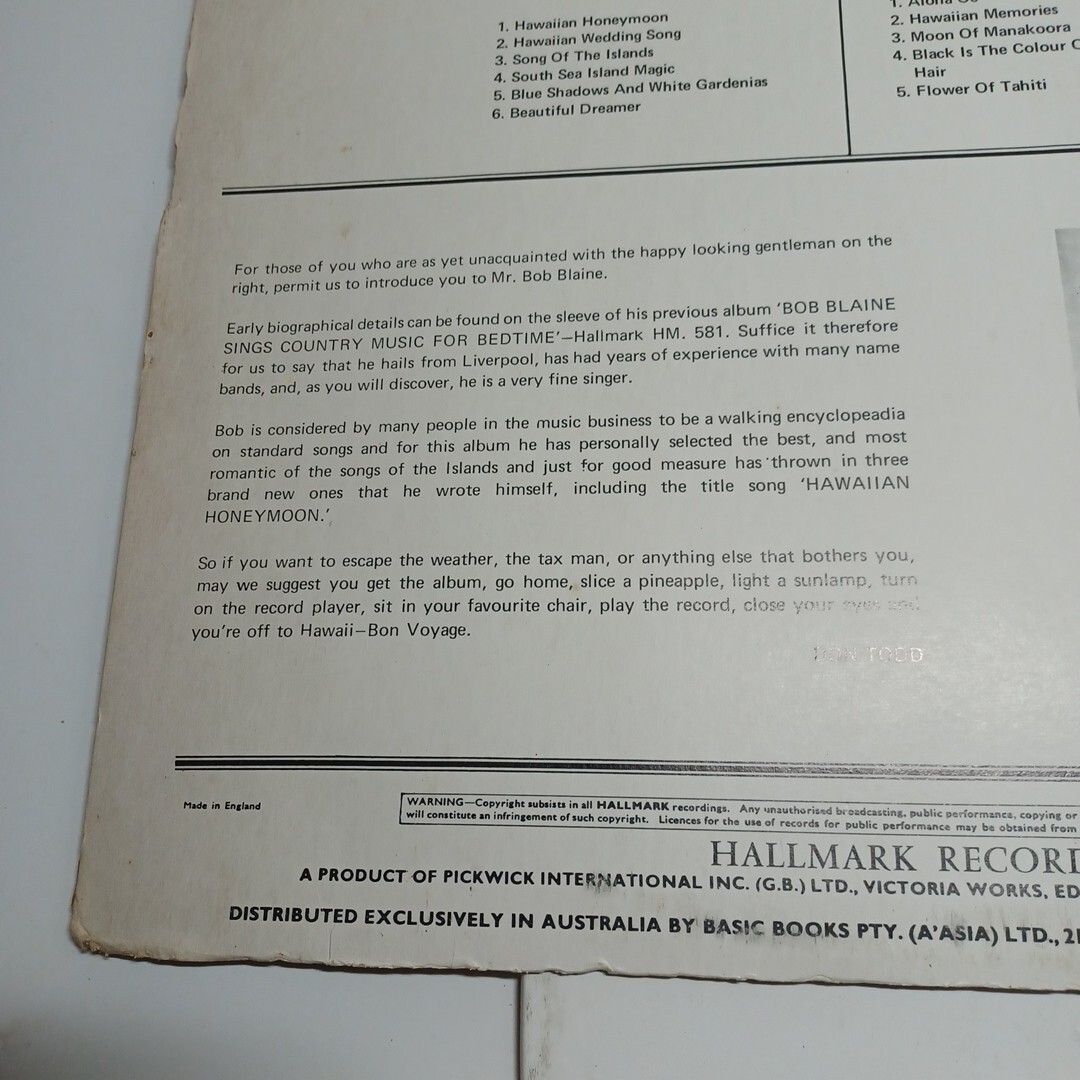 1. Hawaiian Honeymoon
2. Hawaiian Wedding Song
3. Song Of The Islands
4. South Sea Island Magic
5. Blue Shadows And White Gardenias
6. Beautiful Dreamer
1. Aloha
2. Hawaiian Memories
3. Moon Of Manakoora
4. Black Is The Colour
Hair
5. Flower Of Tahiti
For those of you who are as yet unacquainted with the happy looking gentleman on the
right, permit us to introduce you to Mr. Bob Blaine.
Early biographical details can be found on the sleeve of his previous album ‘BOB BLAINE
SINGS COUNTRY MUSIC FOR BEDTIME’—Hallmark HM. 581. Suffice it therefore
for us to say that he hails from Liverpool, has had years of experience with many name
bands, and, as you will discover, he is a very fine singer.
Bob is considered by many people in the music business to be a walking encyclopeadia
on standard songs and for this album he has personally selected the best, and most
romantic of the songs of the Islands and just for good measure has thrown in three
brand new ones that he wrote himself, including the title song ‘HAWAIIAN
HONEYMOON.’
So if you want to escape the weather, the tax man, or anything else that bothers you,
may we suggest you get the album, go home, slice a pineapple, light a sunlamp, turn
on the record player, sit in your favourite chair, play the record, close your eyes and
you're off to Hawaii—Bon Voyage.
TODD
Made in England
WARNING—Copyright subsists in all HALLMARK recordings. Any unauthorised broadcasting, public performance, copying or
will constitute an infringement of such copyright. Licences for the use of records for public performance may be obtained from
HALLMARK RECORD
A PRODUCT OF PICKWICK INTERNATIONAL INC. (G.B.) LTD., VICTORIA WORKS, ED
DISTRIBUTED EXCLUSIVELY IN AUSTRALIA BY BASIC BOOKS PTY. (A'ASIA) LTD.,